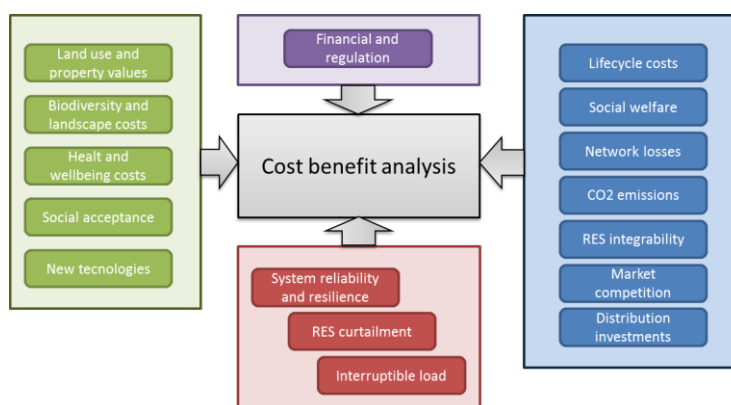 Land use and
property values
Biodiversity and
landscape costs
Healt and
wellbeing costs
Social acceptance
New tecnologies
Financial and
regulation
Cost benefit analysis
System reliability
and resilience
RES curtailment
Interruptible load
Lifecycle costs
Social welfare
Network losses
CO2 emissions
RES integrability
Market
competition
Distribution
investments